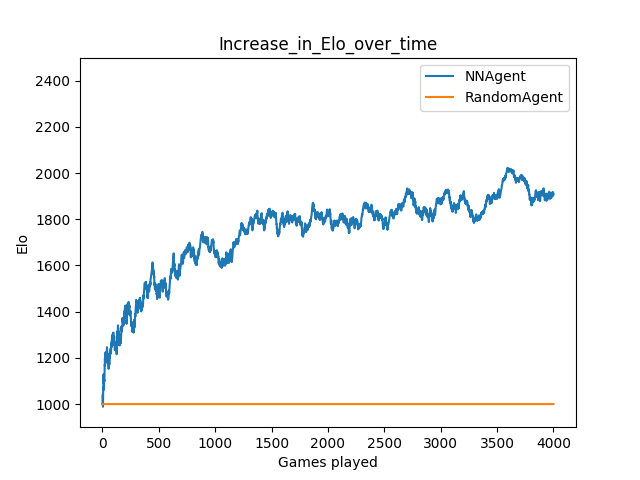 Increase_in_Elo_over_time
NNAgent
RandomAgent
2400
2200
2000
1800
1600
1400
1200
1000
Elo
0 500 1000 1500 2000 2500 3000 3500 4000
Games played